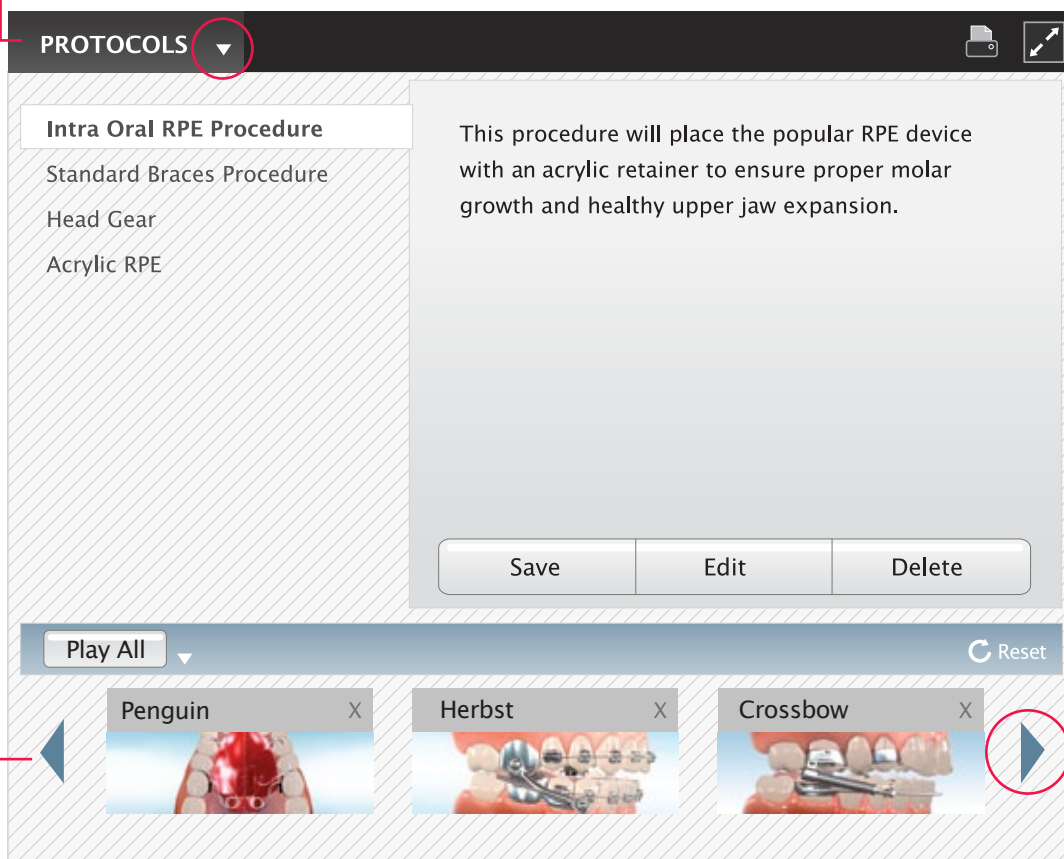 PROTOCOLS
Intra Oral RPE Procedure
Standard Braces Procedure
Head Gear
Acrylic RPE
This procedure will place the popular RPE device
with an acrylic retainer to ensure proper molar
growth and healthy upper jaw expansion.
Save Edit Delete
Play All Reset
Penguin X Herbst X Crossbow X